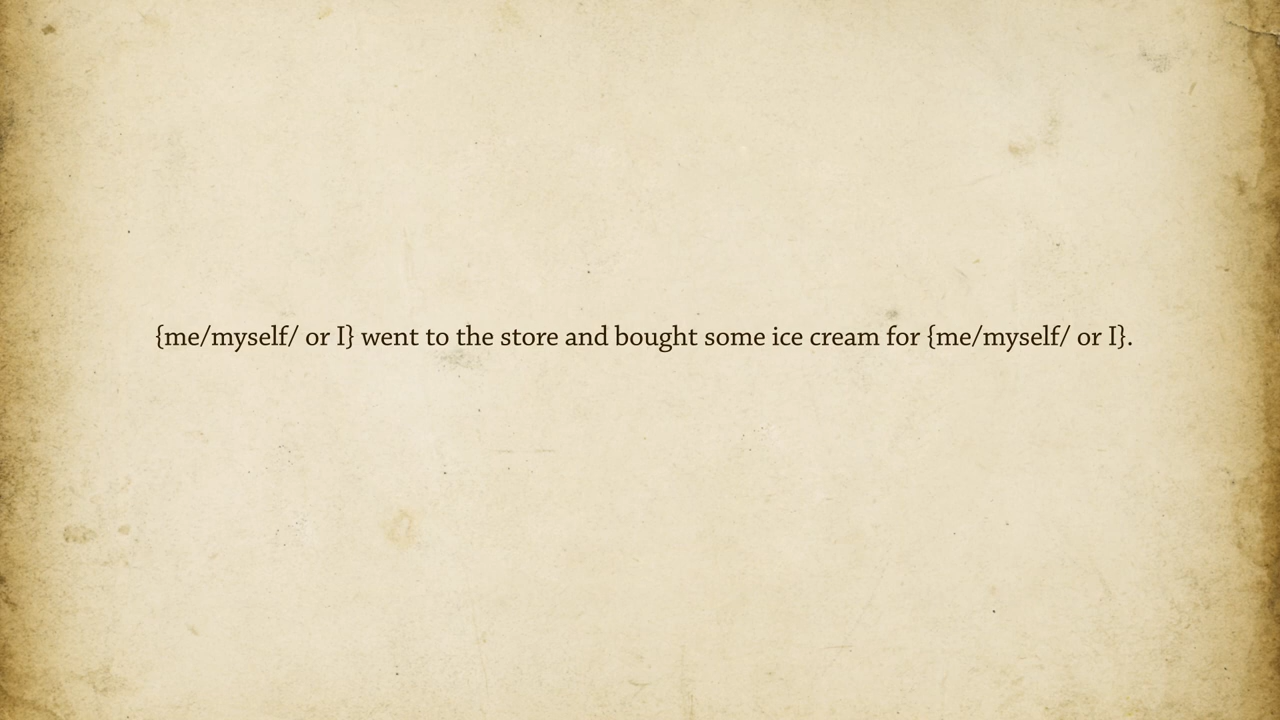 {me/myself/ or I} went to the store and bought some ice cream for {me/myself/ or I}.